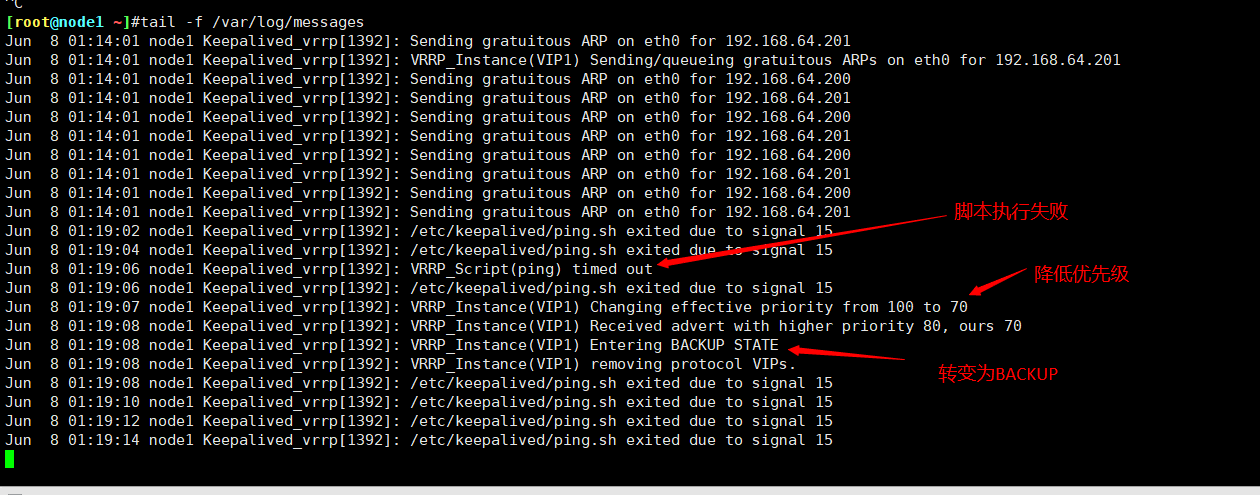 ^C
[root@node1 ~]#tail -f /var/log/messages
Jun  8 01:14:01 node1 Keepalived_vrrp[1392]: Sending gratuitous ARP on eth0 for 192.168.64.201
Jun  8 01:14:01 node1 Keepalived_vrrp[1392]: VRRP_Instance(VIP1) Sending/queueing gratuitous ARPs on eth0 for 192.168.64.201
Jun  8 01:14:01 node1 Keepalived_vrrp[1392]: Sending gratuitous ARP on eth0 for 192.168.64.200
Jun  8 01:14:01 node1 Keepalived_vrrp[1392]: Sending gratuitous ARP on eth0 for 192.168.64.201
Jun  8 01:14:01 node1 Keepalived_vrrp[1392]: Sending gratuitous ARP on eth0 for 192.168.64.200
Jun  8 01:14:01 node1 Keepalived_vrrp[1392]: Sending gratuitous ARP on eth0 for 192.168.64.201
Jun  8 01:14:01 node1 Keepalived_vrrp[1392]: Sending gratuitous ARP on eth0 for 192.168.64.200
Jun  8 01:14:01 node1 Keepalived_vrrp[1392]: Sending gratuitous ARP on eth0 for 192.168.64.201
Jun  8 01:14:01 node1 Keepalived_vrrp[1392]: Sending gratuitous ARP on eth0 for 192.168.64.200
Jun  8 01:14:01 node1 Keepalived_vrrp[1392]: Sending gratuitous ARP on eth0 for 192.168.64.201
脚本执行失败
Jun  8 01:19:02 node1 Keepalived_vrrp[1392]: /etc/keepalived/ping.sh exited due to signal 15
Jun  8 01:19:04 node1 Keepalived_vrrp[1392]: /etc/keepalived/ping.sh exited due to signal 15
Jun  8 01:19:06 node1 Keepalived_vrrp[1392]: VRRP_Script(ping) timed out
降低优先级
Jun  8 01:19:06 node1 Keepalived_vrrp[1392]: /etc/keepalived/ping.sh exited due to signal 15
Jun  8 01:19:07 node1 Keepalived_vrrp[1392]: VRRP_Instance(VIP1) Changing effective priority from 100 to 70
Jun  8 01:19:08 node1 Keepalived_vrrp[1392]: VRRP_Instance(VIP1) Received advert with higher priority 80, ours 70
Jun  8 01:19:08 node1 Keepalived_vrrp[1392]: VRRP_Instance(VIP1) Entering BACKUP STATE
Jun  8 01:19:08 node1 Keepalived_vrrp[1392]: VRRP_Instance(VIP1) removing protocol VIPs.
转变为BACKUP
Jun  8 01:19:08 node1 Keepalived_vrrp[1392]: /etc/keepalived/ping.sh exited due to signal 15
Jun  8 01:19:10 node1 Keepalived_vrrp[1392]: /etc/keepalived/ping.sh exited due to signal 15
Jun  8 01:19:12 node1 Keepalived_vrrp[1392]: /etc/keepalived/ping.sh exited due to signal 15
Jun  8 01:19:14 node1 Keepalived_vrrp[1392]: /etc/keepalived/ping.sh exited due to signal 15